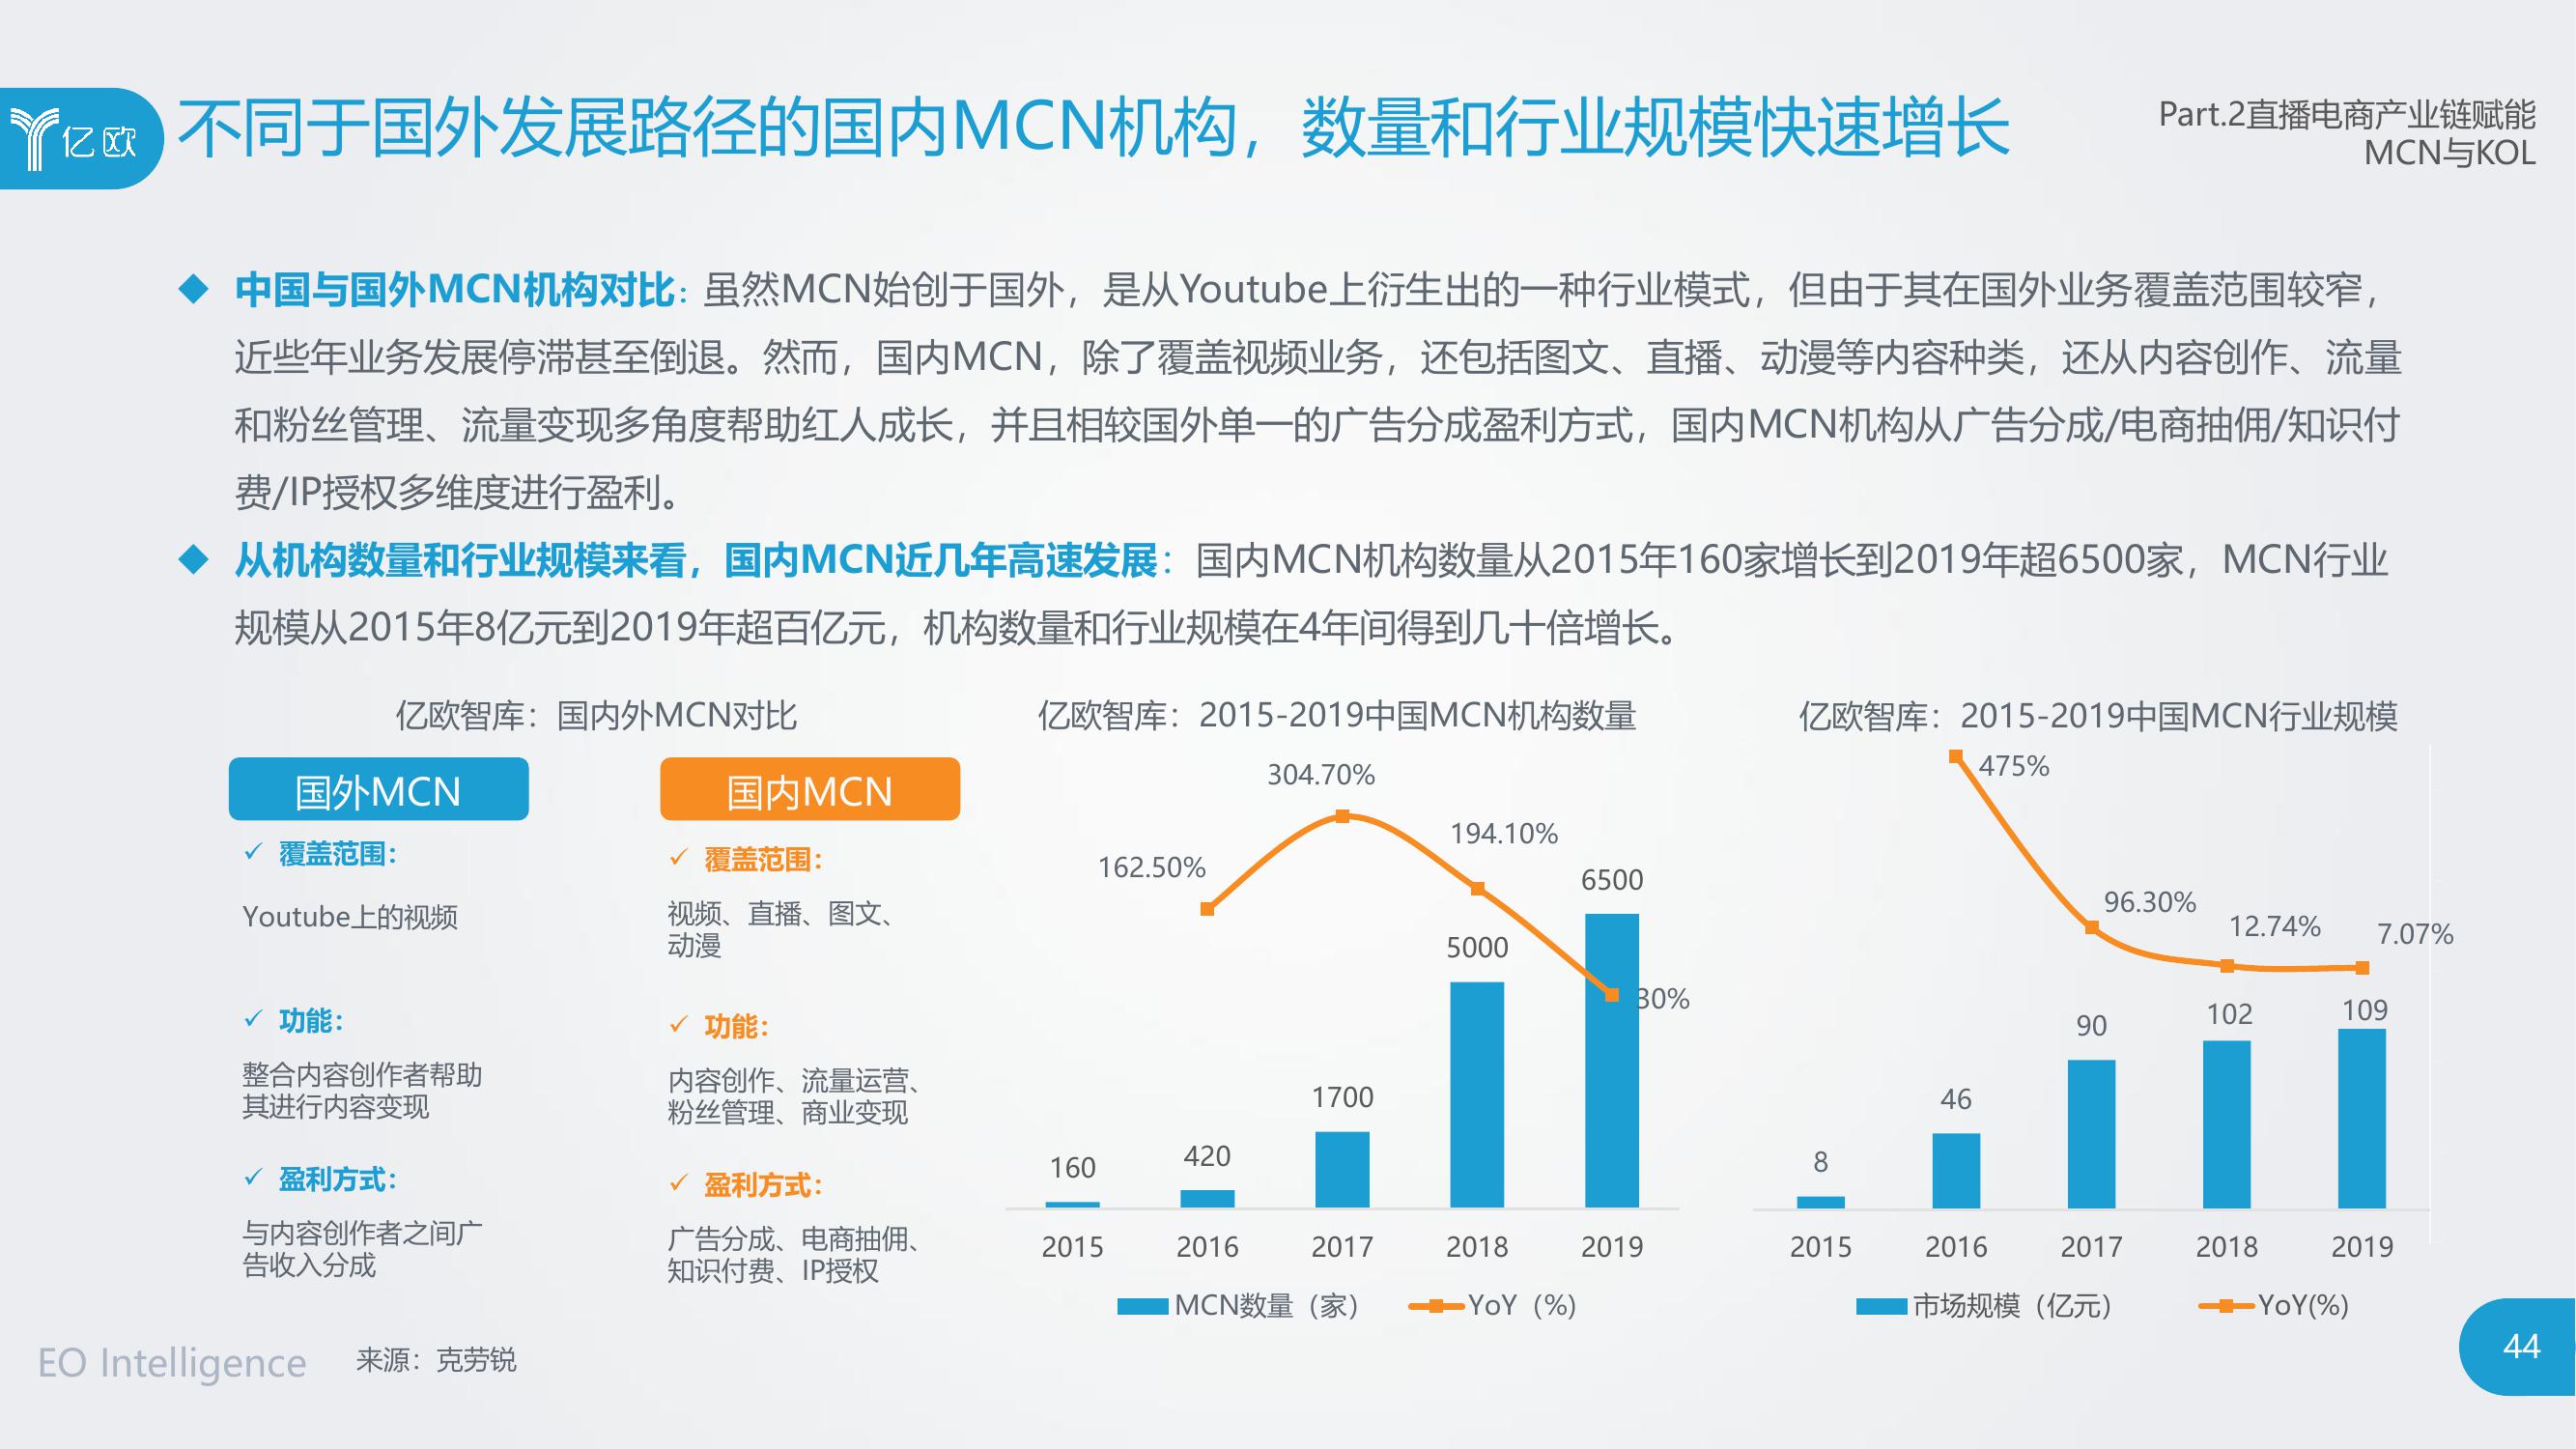 亿欧
不同于国外发展路径的国内MCN机构，数量和行业规模快速增长
Part.2直播电商产业链赋能
MCN与KOL
中国与国外MCN机构对比：虽然MCN始创于国外，是从Youtube上衍生出的一种行业模式，但由于其在国外业务覆盖范围较窄，
近些年业务发展停滞甚至倒退。然而，国内MCN，除了覆盖视频业务，还包括图文、直播、动漫等内容种类，还从内容创作、流量
和粉丝管理、流量变现多角度帮助红人成长，并且相较国外单一的广告分成盈利方式，国内MCN机构从广告分成/电商抽佣/知识付
费/IP授权多维度进行盈利。
从机构数量和行业规模来看，国内MCN近几年高速发展：国内MCN机构数量从2015年160家增长到2019年超6500家，MCN行业
规模从2015年8亿元到2019年超百亿元，机构数量和行业规模在4年间得到几十倍增长。
亿欧智库：国内外MCN对比
国外MCN
✓ 覆盖范围：
Youtube上的视频
✓ 功能：
整合内容创作者帮助
其进行内容变现
✓ 盈利方式：
与内容创作者之间广
告收入分成
国内MCN
✓ 覆盖范围：
视频、直播、图文、
动漫
✓ 功能：
内容创作、流量运营、
粉丝管理、商业变现
✓ 盈利方式：
广告分成、电商抽佣、
知识付费、IP授权
亿欧智库：2015-2019中国MCN机构数量
304.70%
194.10%
162.50%
6500
5000
30%
1700
420
160
2015 2016 2017 2018 2019
MCN数量（家） YoY（%）
亿欧智库：2015-2019中国MCN行业规模
475%
96.30%
12.74%
7.07%
109
102
90
46
8
2015 2016 2017 2018 2019
市场规模（亿元） YoY(%)
EO Intelligence
来源：克劳锐
44